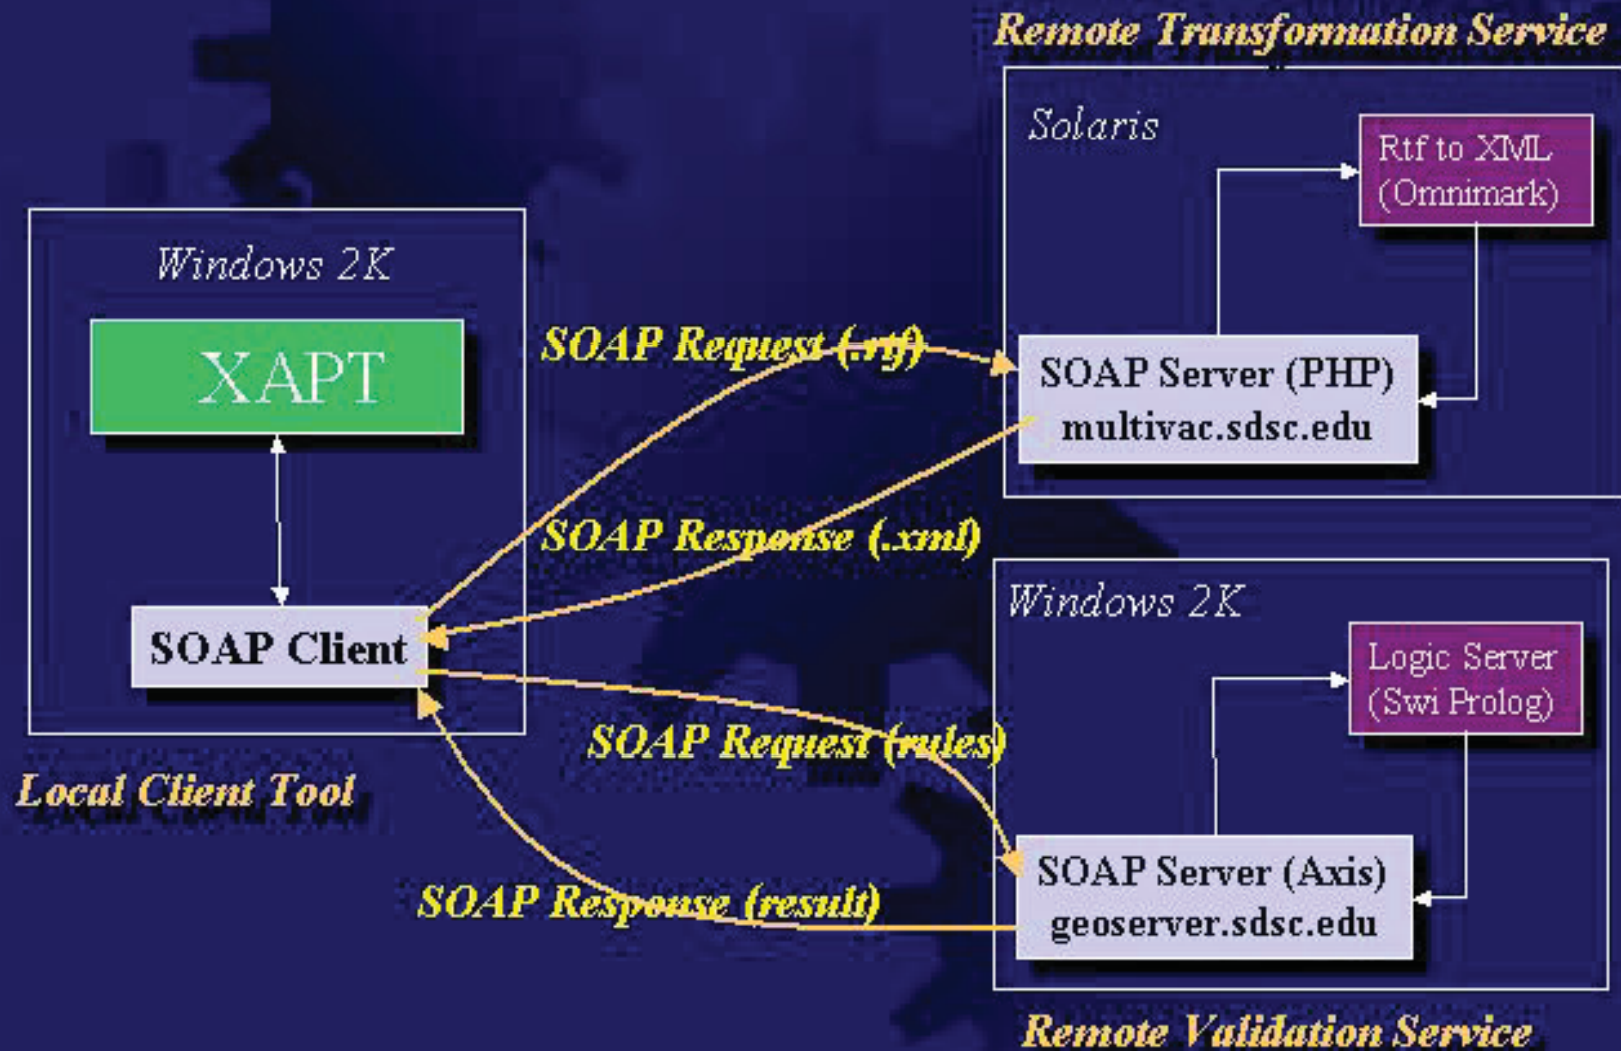 Remote Transformation Service
Solaris
Rtf to XML
(Omnimark)
SOAP Server (PHP)
multivac.sdsc.edu
Windows 2K
XAPT
SOAP Client
Local Client Tool
SOAP Request (.rtf)
SOAP Response (.xml)
SOAP Request (rules)
SOAP Response (result)
Windows 2K
Logic Server
(Swi Prolog)
SOAP Server (Axis)
geoserver.sdsc.edu
Remote Validation Service